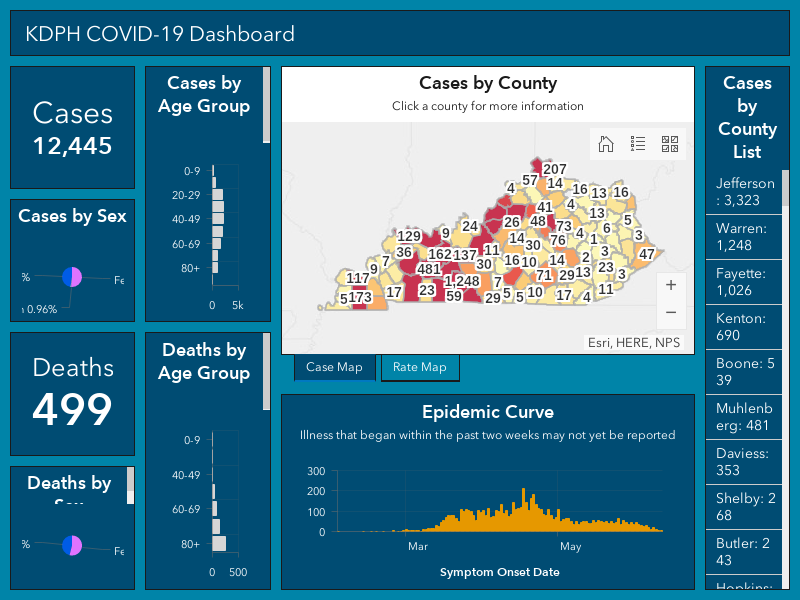 KDPH COVID-19 Dashboard
Cases
12,445
Cases by Sex
%
Fe
0.96%
Deaths
499
Deaths by
%
Fe
Cases by
Age Group
0-9
20-29
40-49
60-69
80+
0
5k
Deaths by
Age Group
0-9
40-49
60-69
80+
0
500
Cases by County
Click a county for more information
207
57
14
4
16
13
16
41
4
13
26
48
73
5
24
129
9
14
30
76
4
1
3
36
162
137
11
6
47
9
481
30
16
10
14
2
3
7
1,248
71
29
13
23
3
117
7
5
173
17
23
59
29
5
5
10
17
4
11
+
−
Esri, HERE, NPS
Case Map
Rate Map
Epidemic Curve
Illness that began within the past two weeks may not yet be reported
300
200
100
0
Mar
May
Symptom Onset Date
Cases
by
County
List
Jefferson
: 3,323
Warren:
1,248
Fayette:
1,026
Kenton:
690
Boone: 5
39
Muhlenb
erg: 481
Daviess:
353
Shelby: 2
68
Butler: 2
43
Hopkins: